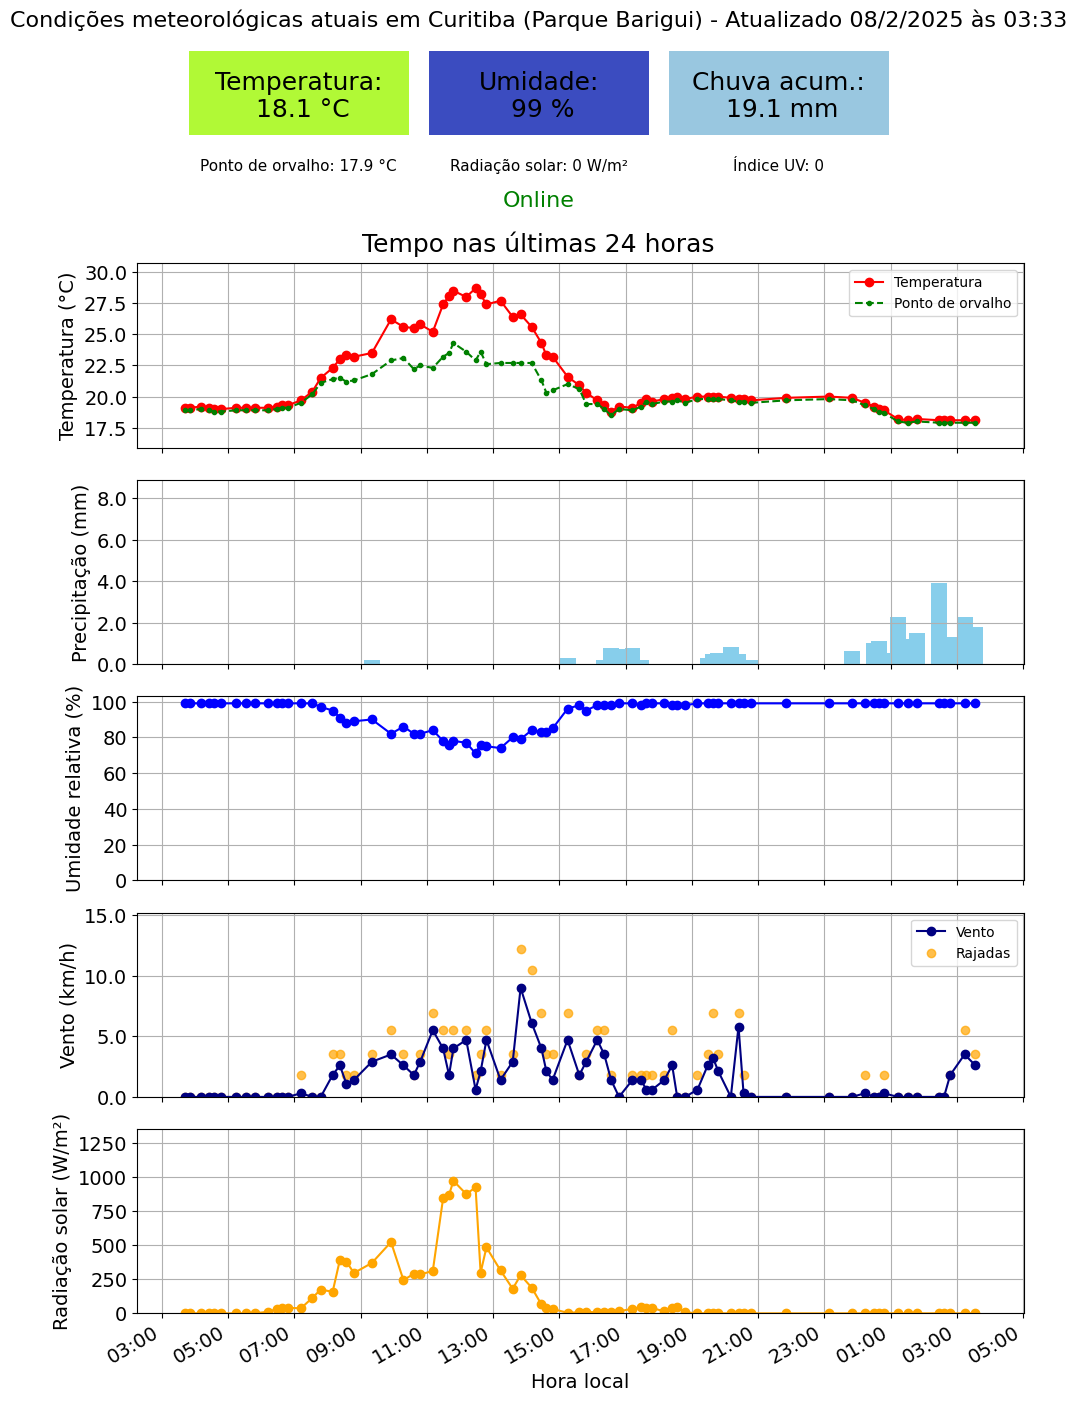 Condições meteorológicas atuais em Curitiba (Parque Barigui) - Atualizado 08/2/2025 às 03:33
Temperatura:
18.1 °C
Umidade:
99 %
Chuva acum.:
19.1 mm
Ponto de orvalho: 17.9 °C
Radiação solar: 0 W/m²
Índice UV: 0
Online
Tempo nas últimas 24 horas
Temperatura (°C)
30.0
27.5
25.0
22.5
20.0
17.5
Temperatura
Ponto de orvalho
Precipitação (mm)
8.0
6.0
4.0
2.0
0.0
Umidade relativa (%)
100
80
60
40
20
0
Vento (km/h)
15.0
10.0
5.0
0.0
Vento
Rajadas
Radiação solar (W/m²)
1250
1000
750
500
250
0
03:00
05:00
07:00
09:00
11:00
13:00
15:00
17:00
19:00
21:00
23:00
01:00
03:00
05:00
Hora local